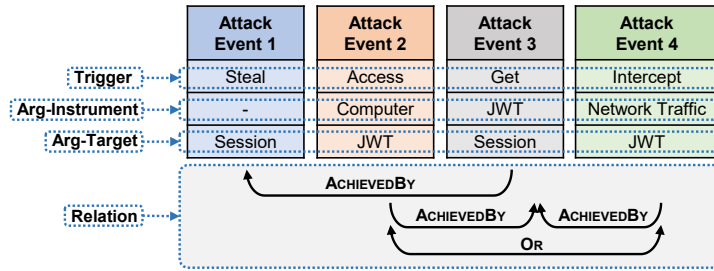 Attack Event 1 Attack Event 2 Attack Event 3 Attack Event 4
Trigger Steal Access Get Intercept
Arg-Instrument - Computer JWT Network Traffic
Arg-Target Session JWT Session JWT
ACHIEVEDBY
Relation ACHIEVEDBY ACHIEVEDBY
OR